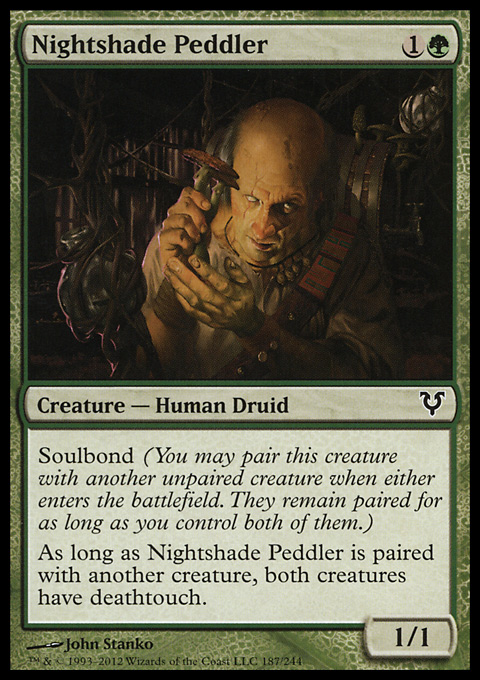 Nightshade Peddler 1
Creature — Human Druid
Soulbond (You may pair this creature
with another unpaired creature when either
enters the battlefield. They remain paired for
as long as you control both of them.)
As long as Nightshade Peddler is paired
with another creature, both creatures
have deathtouch.
John Stanko
1/1
™ & © 1993–2012 Wizards of the Coast LLC 187/244